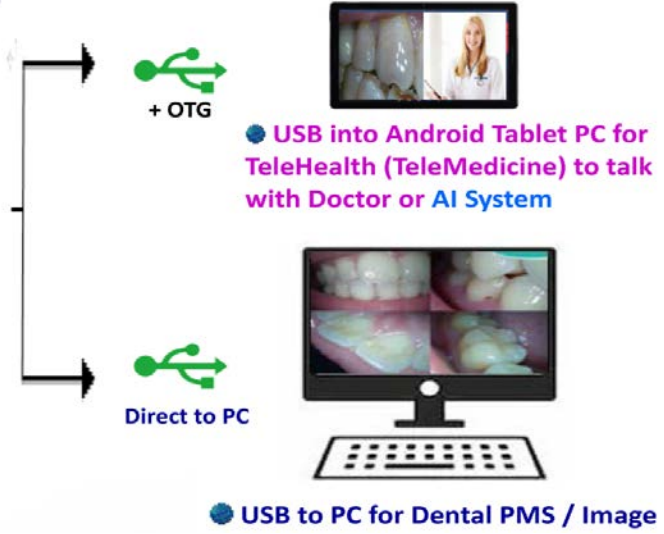 + OTG
USB into Android Tablet PC for
TeleHealth (TeleMedicine) to talk
with Doctor or AI System
Direct to PC
USB to PC for Dental PMS / Image